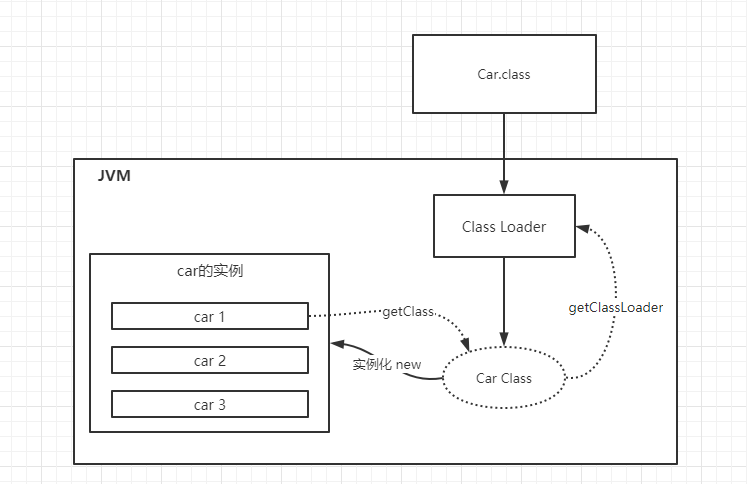 Car.class
JVM
Class Loader
car的实例
car 1
getClass
getClassLoader
car 2
实例化 new
Car Class
car 3